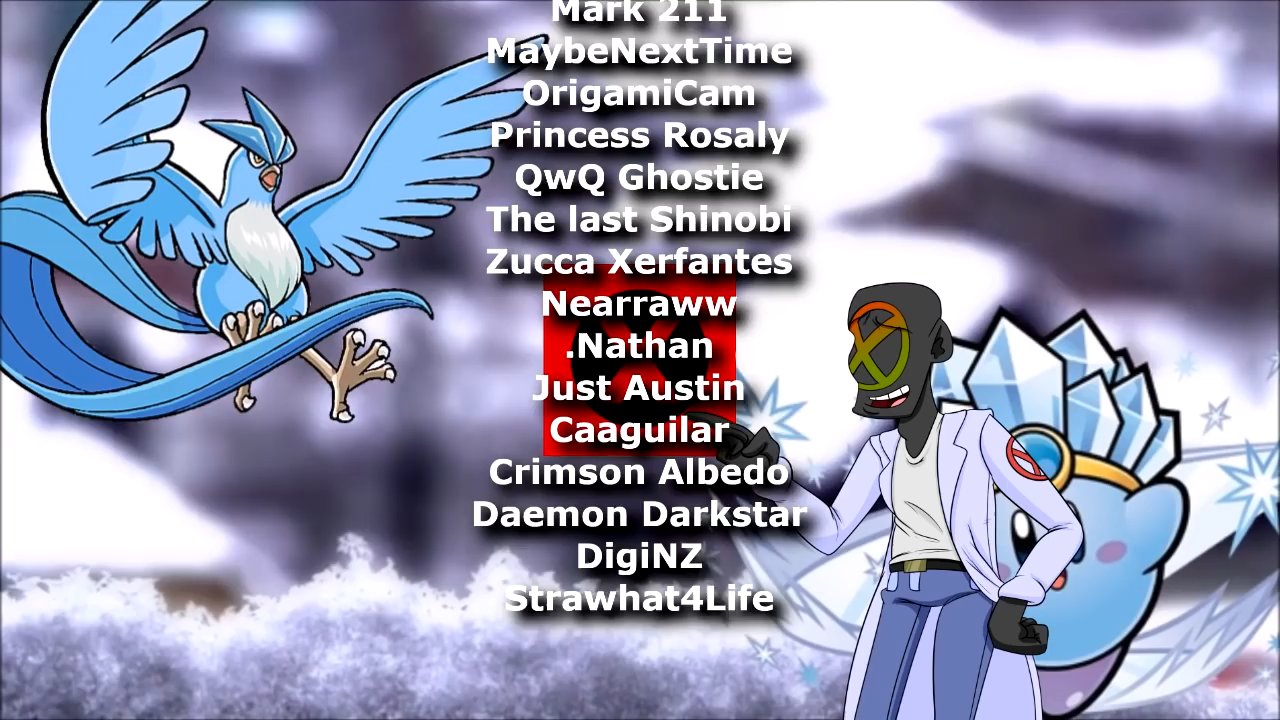 Mark 211
MaybeNextTime
OrigamiCam
Princess Rosaly
QwQ Ghostie
The last Shinobi
Zucca Xerfantes
Nearraww
.Nathan
Just Austin
Caaguilar
Crimson Albedo
Daemon Darkstar
DigiNZ
Strawhat4Life